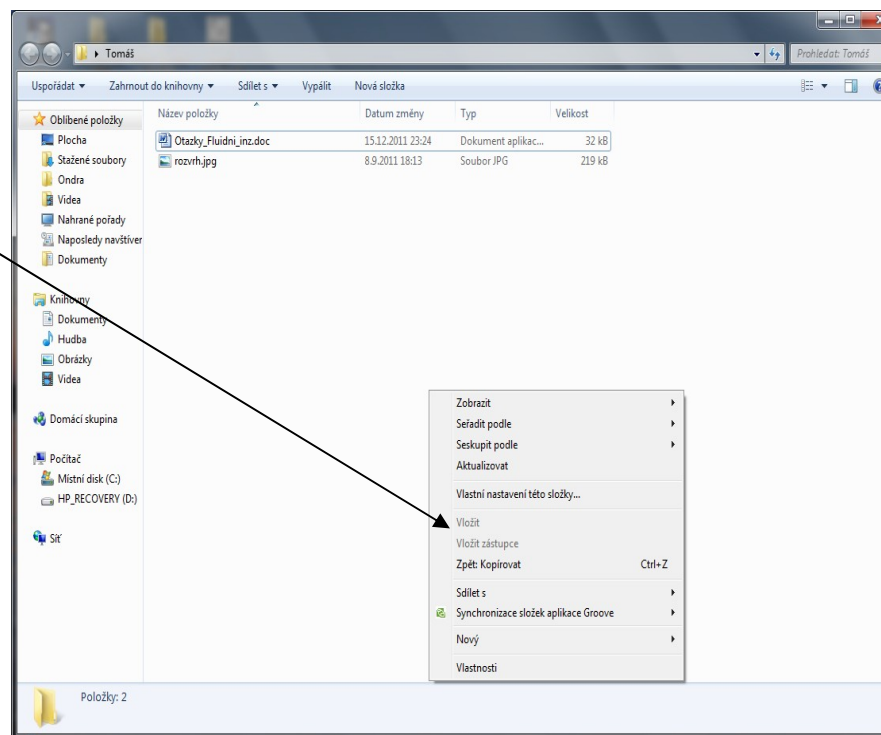 Tomáš
Prohledat: Tomáš
Uspořádat
Zahrnout do knihovny
Sdílet s
Vypálit
Nová složka
Název položky Datum změny Typ Velikost
Otazky_Fluidni_inz.doc 15.12.2011 23:24 Dokument aplikac... 32 kB
rozvrh.jpg 8.9.2011 18:13 Soubor JPG 219 kB
Oblíbené položky
Plocha
Stažené soubory
Ondra
Videa
Nahrané pořady
Naposledy navštíver
Dokumenty
Knihovny
Dokumenty
Hudba
Obrázky
Videa
Domácí skupina
Počítač
Místní disk (C:)
HP_RECOVERY (D:)
Síť
Zobrazit
Seřadit podle
Seskupit podle
Aktualizovat
Vlastní nastavení této složky...
Vložit
Vložit zástupce
Zpět: Kopírovat Ctrl+Z
Sdílet s
Synchronizace složek aplikace Groove
Nový
Vlastnosti
Položky: 2